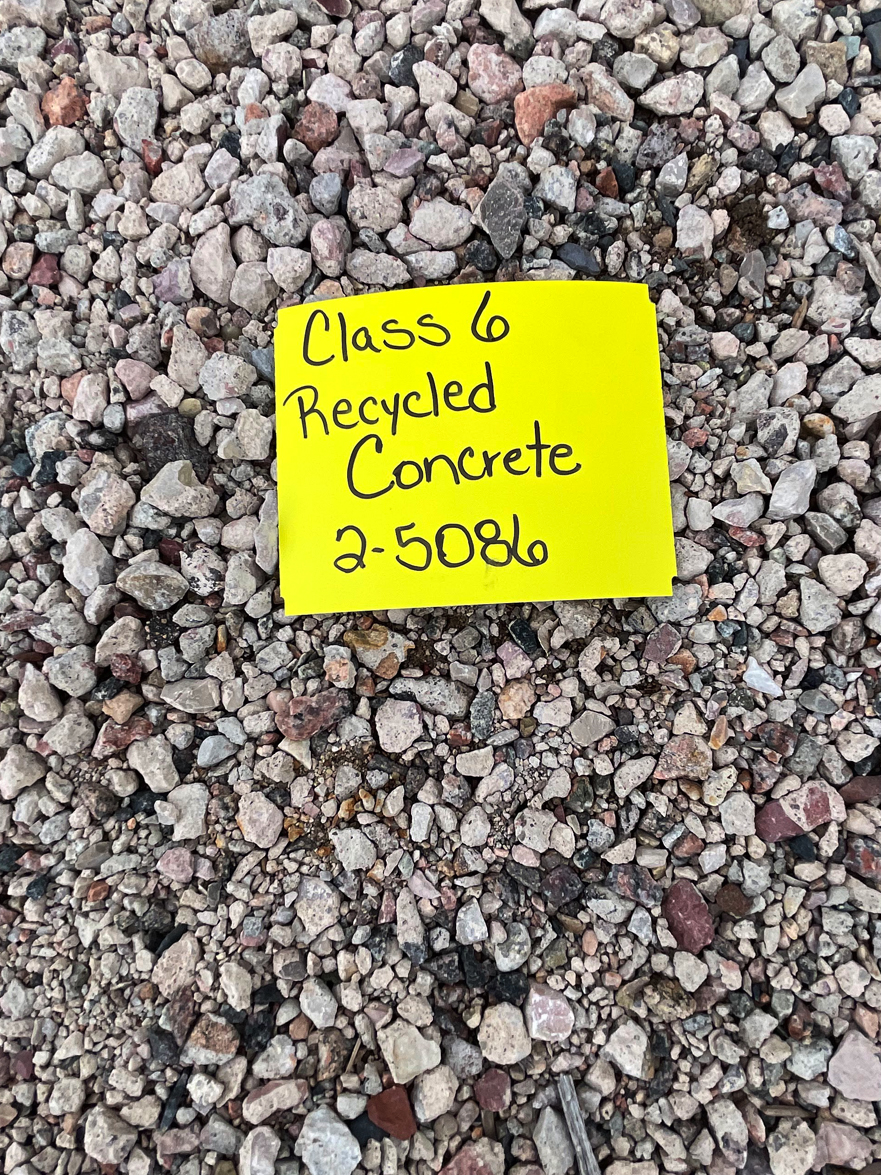 Class 6
Recycled
Concrete
2-5086